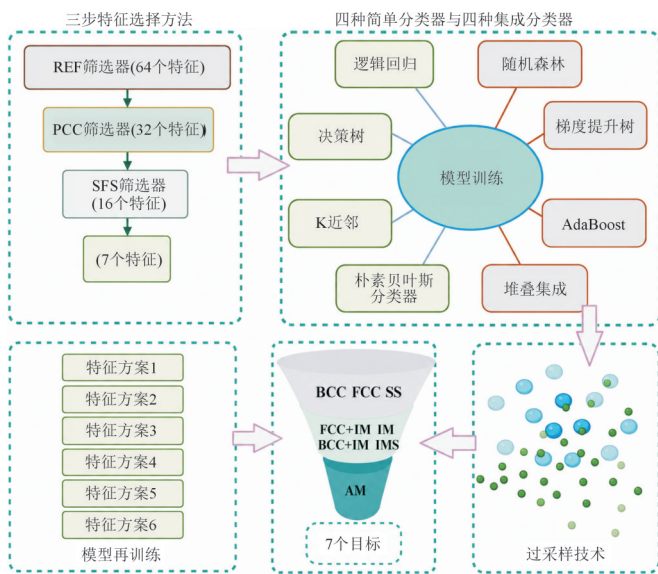 三步特征选择方法
REF筛选器(64个特征)
PCC筛选器(32个特征)
SFS筛选器
(16个特征)
(7个特征)
四种简单分类器与四种集成分类器
逻辑回归
随机森林
决策树
梯度提升树
模型训练
K近邻
AdaBoost
朴素贝叶斯
分类器
堆叠集成
特征方案1
特征方案2
特征方案3
特征方案4
特征方案5
特征方案6
模型再训练
BCC FCC SS
FCC+IM IM
BCC+IM IMS
AM
7个目标
过采样技术